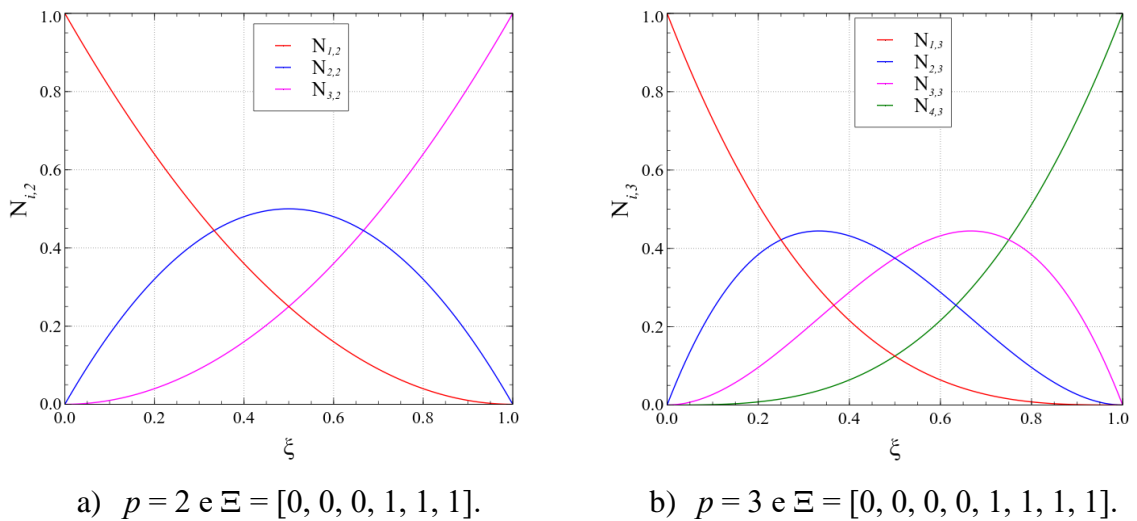 1.0
0.8
0.6
0.4
0.2
0.0
N1,2
N2,2
N3,2
Ni,2
0.0 0.2 0.4 0.6 0.8 1.0
ξ
a) p = 2 e Ξ = [0, 0, 0, 1, 1, 1].
1.0
0.8
0.6
0.4
0.2
0.0
N1,3
N2,3
N3,3
N4,3
Ni,3
0.0 0.2 0.4 0.6 0.8 1.0
ξ
b) p = 3 e Ξ = [0, 0, 0, 0, 1, 1, 1, 1].